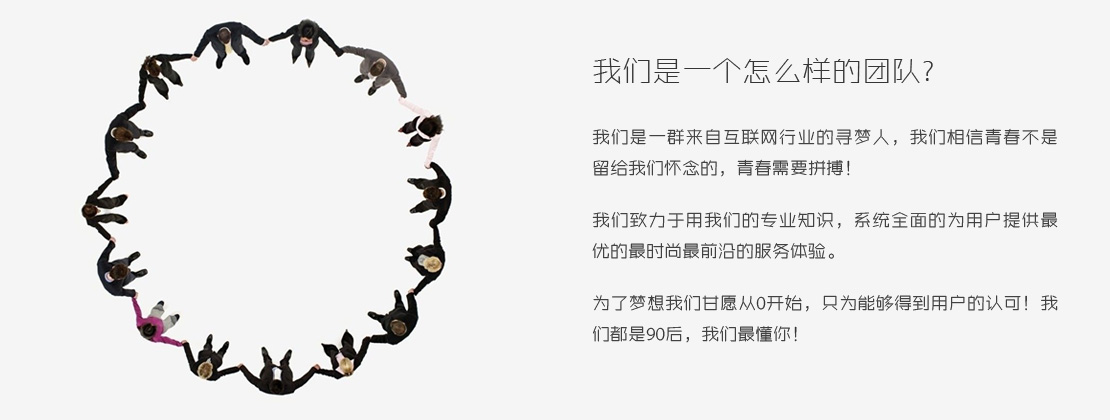 我们是一个怎么样的团队?
我们是一群来自互联网行业的寻梦人，我们相信青春不是
留给我们怀念的，青春需要拼搏！
我们致力于用我们的专业知识，系统全面的为用户提供最
优的最时尚最前沿的服务体验。
为了梦想我们甘愿从0开始，只为能够得到用户的认可！我
们都是90后，我们最懂你！